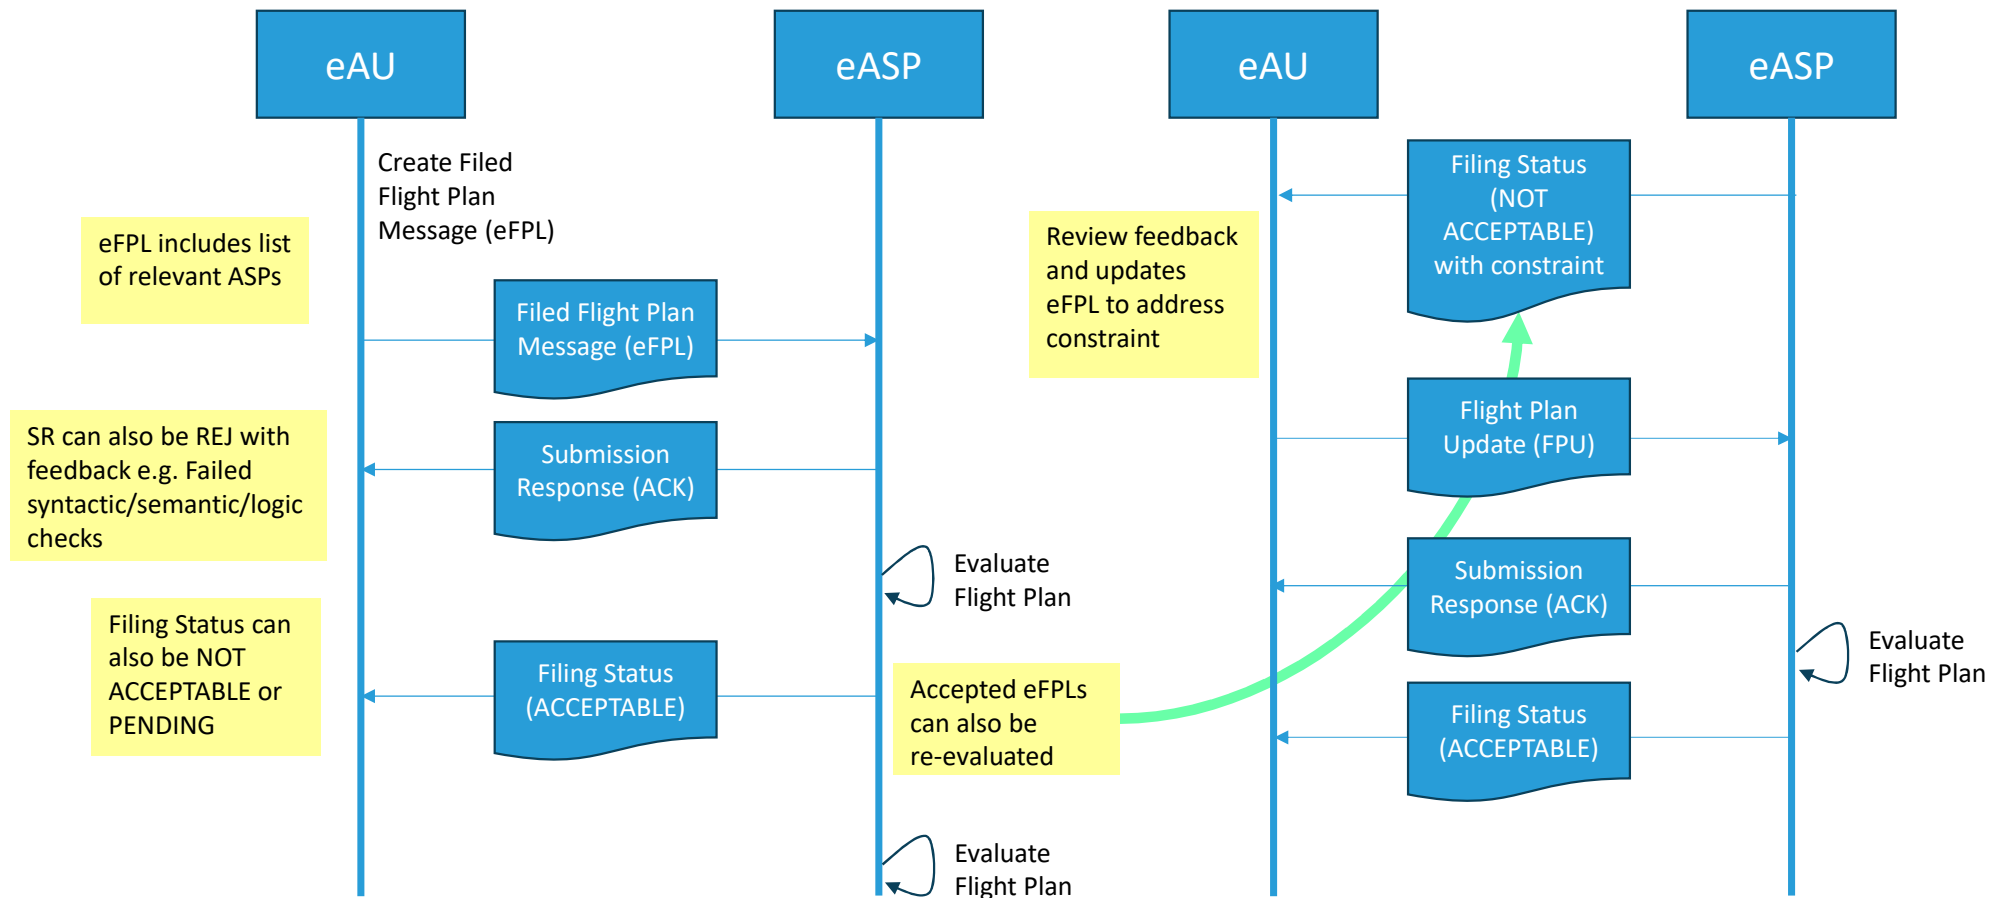 eAU
eASP
eAU
eASP
Create Filed
Flight Plan
Message (eFPL)
eFPL includes list
of relevant ASPs
Filed Flight Plan
Message (eFPL)
SR can also be REJ with
feedback e.g. Failed
syntactic/semantic/logic
checks
Submission
Response (ACK)
Evaluate
Flight Plan
Filing Status can
also be NOT
ACCEPTABLE or
PENDING
Filing Status
(ACCEPTABLE)
Accepted eFPLs
can also be
re-evaluated
Evaluate
Flight Plan
Filing Status
(NOT
ACCEPTABLE)
with constraint
Review feedback
and updates
eFPL to address
constraint
Flight Plan
Update (FPU)
Submission
Response (ACK)
Evaluate
Flight Plan
Filing Status
(ACCEPTABLE)